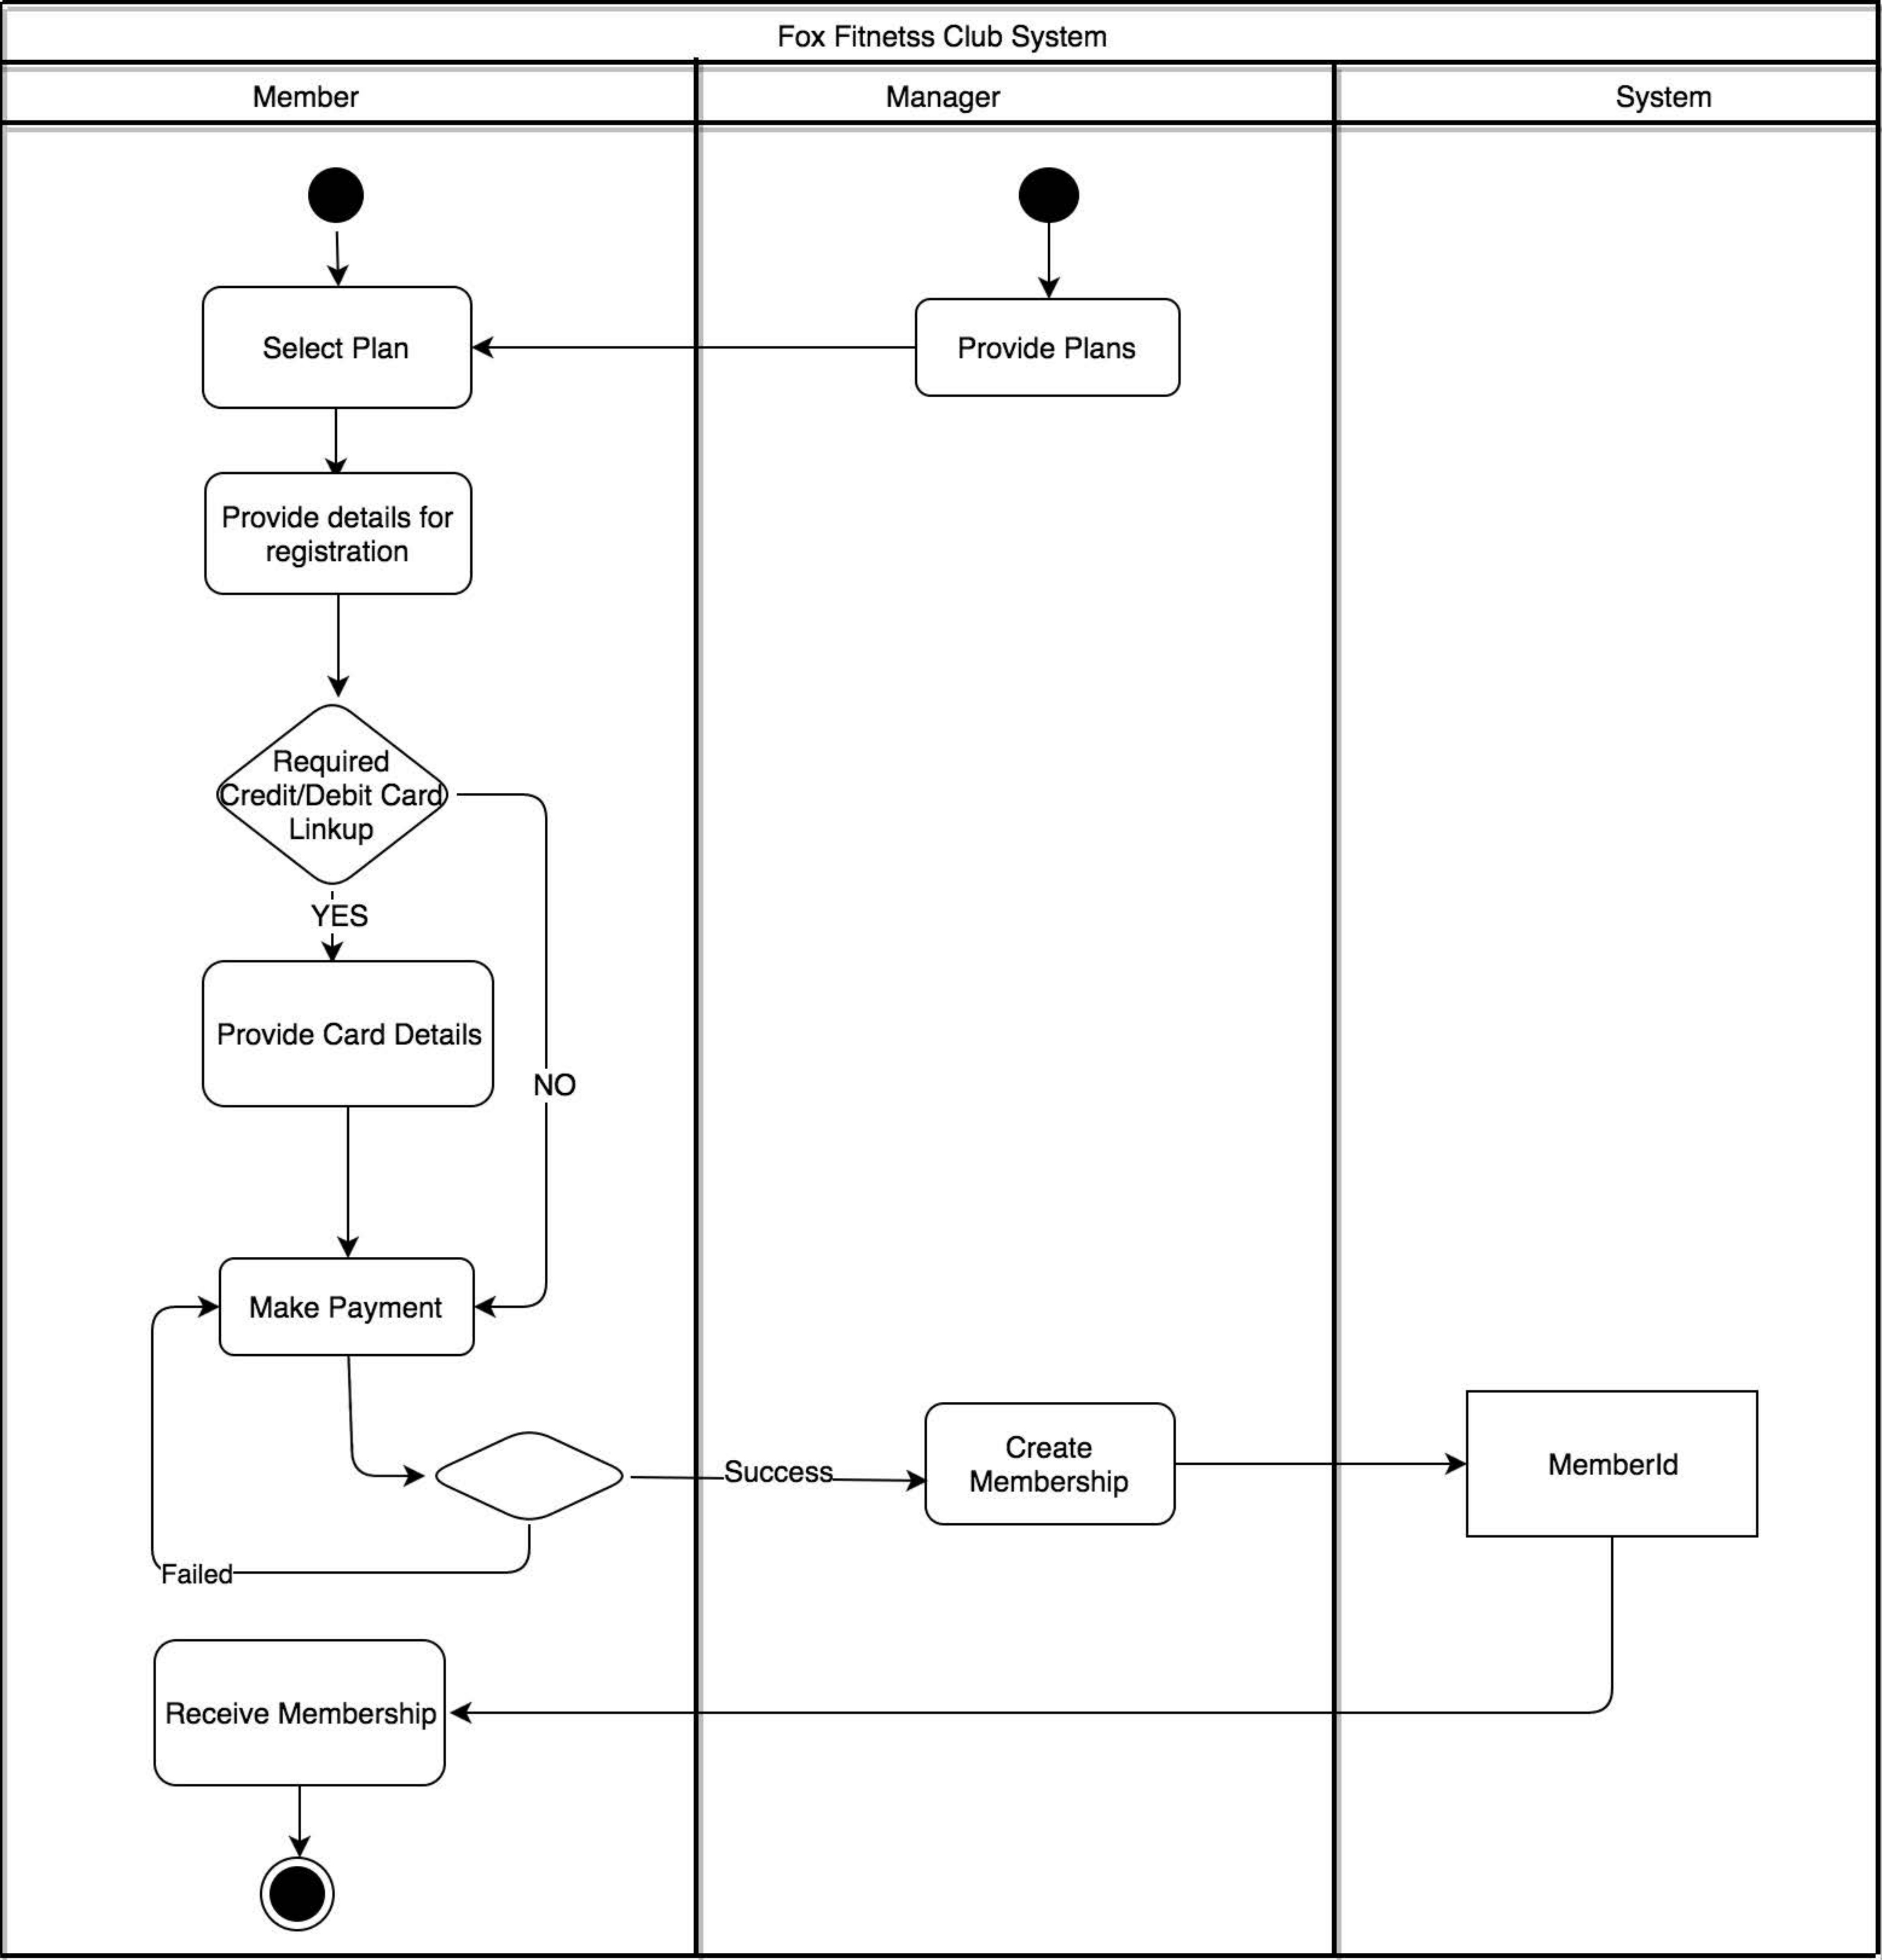 Fox Fitnetss Club System
Member
Manager
System
Select Plan
Provide Plans
Provide details for
registration
Required
Credit/Debit Card
Linkup
YES
Provide Card Details
NO
Make Payment
Success
Create
Membership
MemberId
Failed
Receive Membership